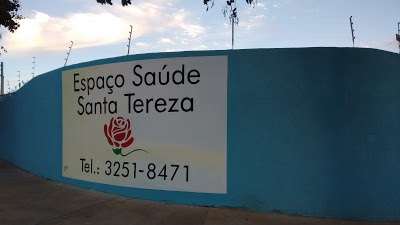 Espaço Saúde
Santa Tereza
Tel.: 3251-8471